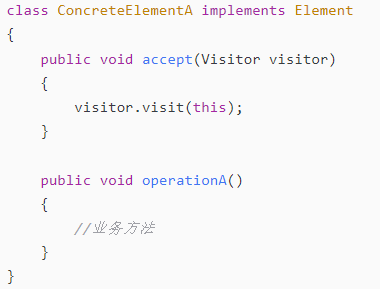 class ConcreteElementA implements Element
{
    public void accept(Visitor visitor)
    {
        visitor.visit(this);
    }

    public void operationA()
    {
        //业务方法
    }
}